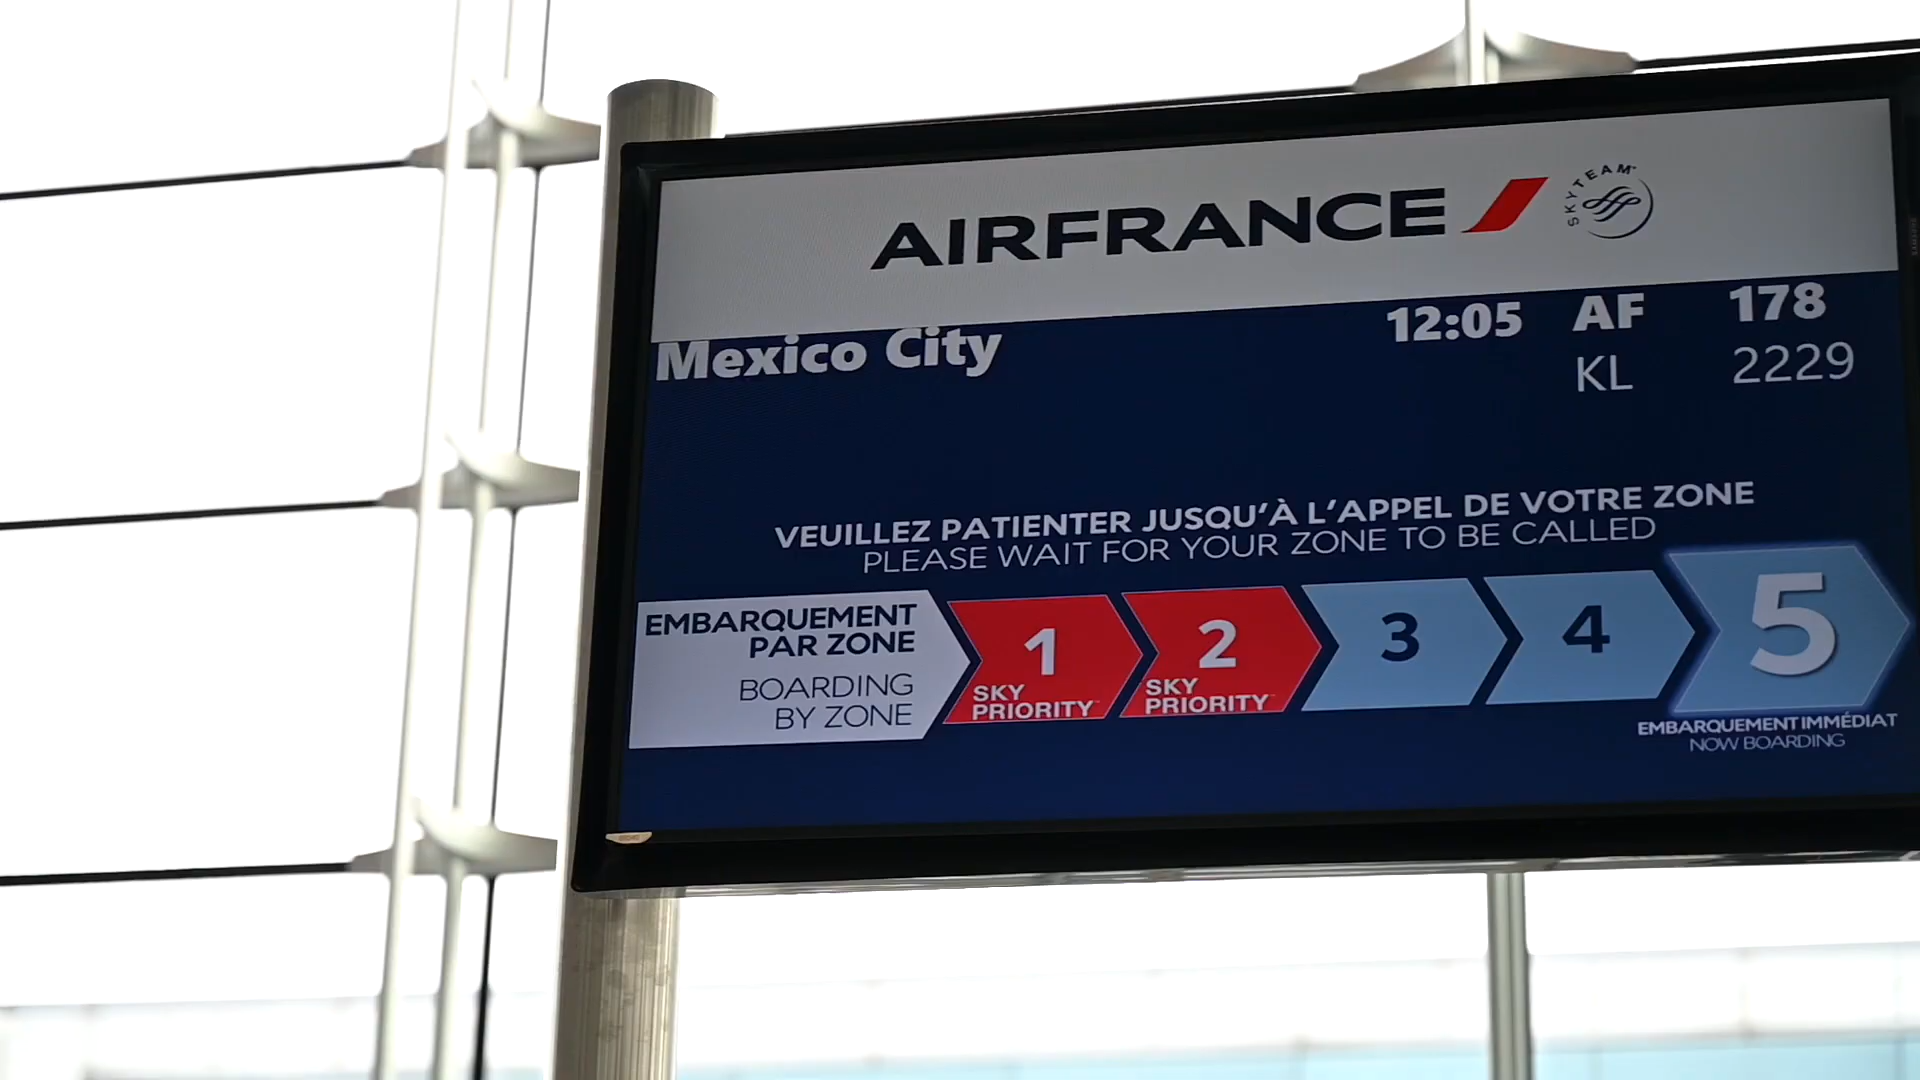 AIRFRANCE
SKYTEAM
Mexico City 12:05 AF 178
KL 2229
VEUILLEZ PATIENTER JUSQU'À L'APPEL DE VOTRE ZONE
PLEASE WAIT FOR YOUR ZONE TO BE CALLED
EMBARQUEMENT
PAR ZONE
BOARDING
BY ZONE
1
SKY
PRIORITY
2
SKY
PRIORITY
3
4
5
EMBARQUEMENT IMMÉDIAT
NOW BOARDING